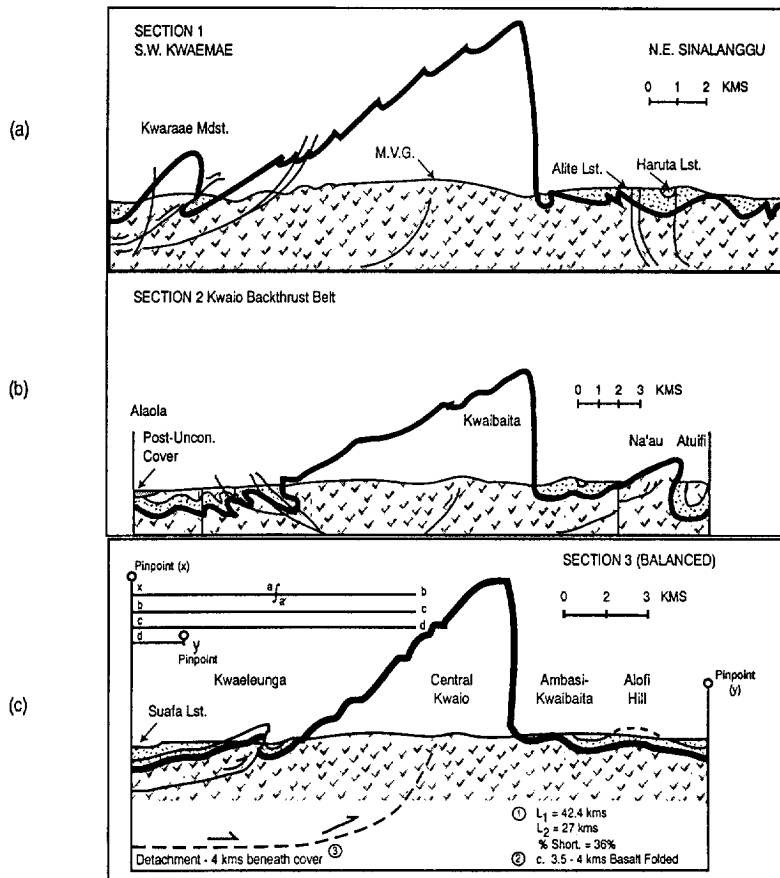 (a)
SECTION 1
S.W. KWAEMAE
N.E. SINALANGGU
0 1 2 KMS
Kwaraae Mdst.
M.V.G.
Alite Lst.
Haruta Lst.
(b)
SECTION 2 Kwaio Backthrust Belt
0 1 2 3 KMS
Alaola
Post-Uncon.
Cover
Kwaibaita
Na'au
Atuifi
(c)
SECTION 3 (BALANCED)
Pinpoint (x)
x a b
a'
b c
c d
d y
Pinpoint
0 1 2 3 KMS
Kwaeleunga
Central
Kwaio
Ambasi-
Kwaibaita
Alofi
Hill
Pinpoint
(y)
Suafa Lst.
① L1 = 42.4 kms
L2 = 27 kms
% Short. = 36%
② c. 3.5 - 4 kms Basalt Folded
Detachment - 4 kms beneath cover ③